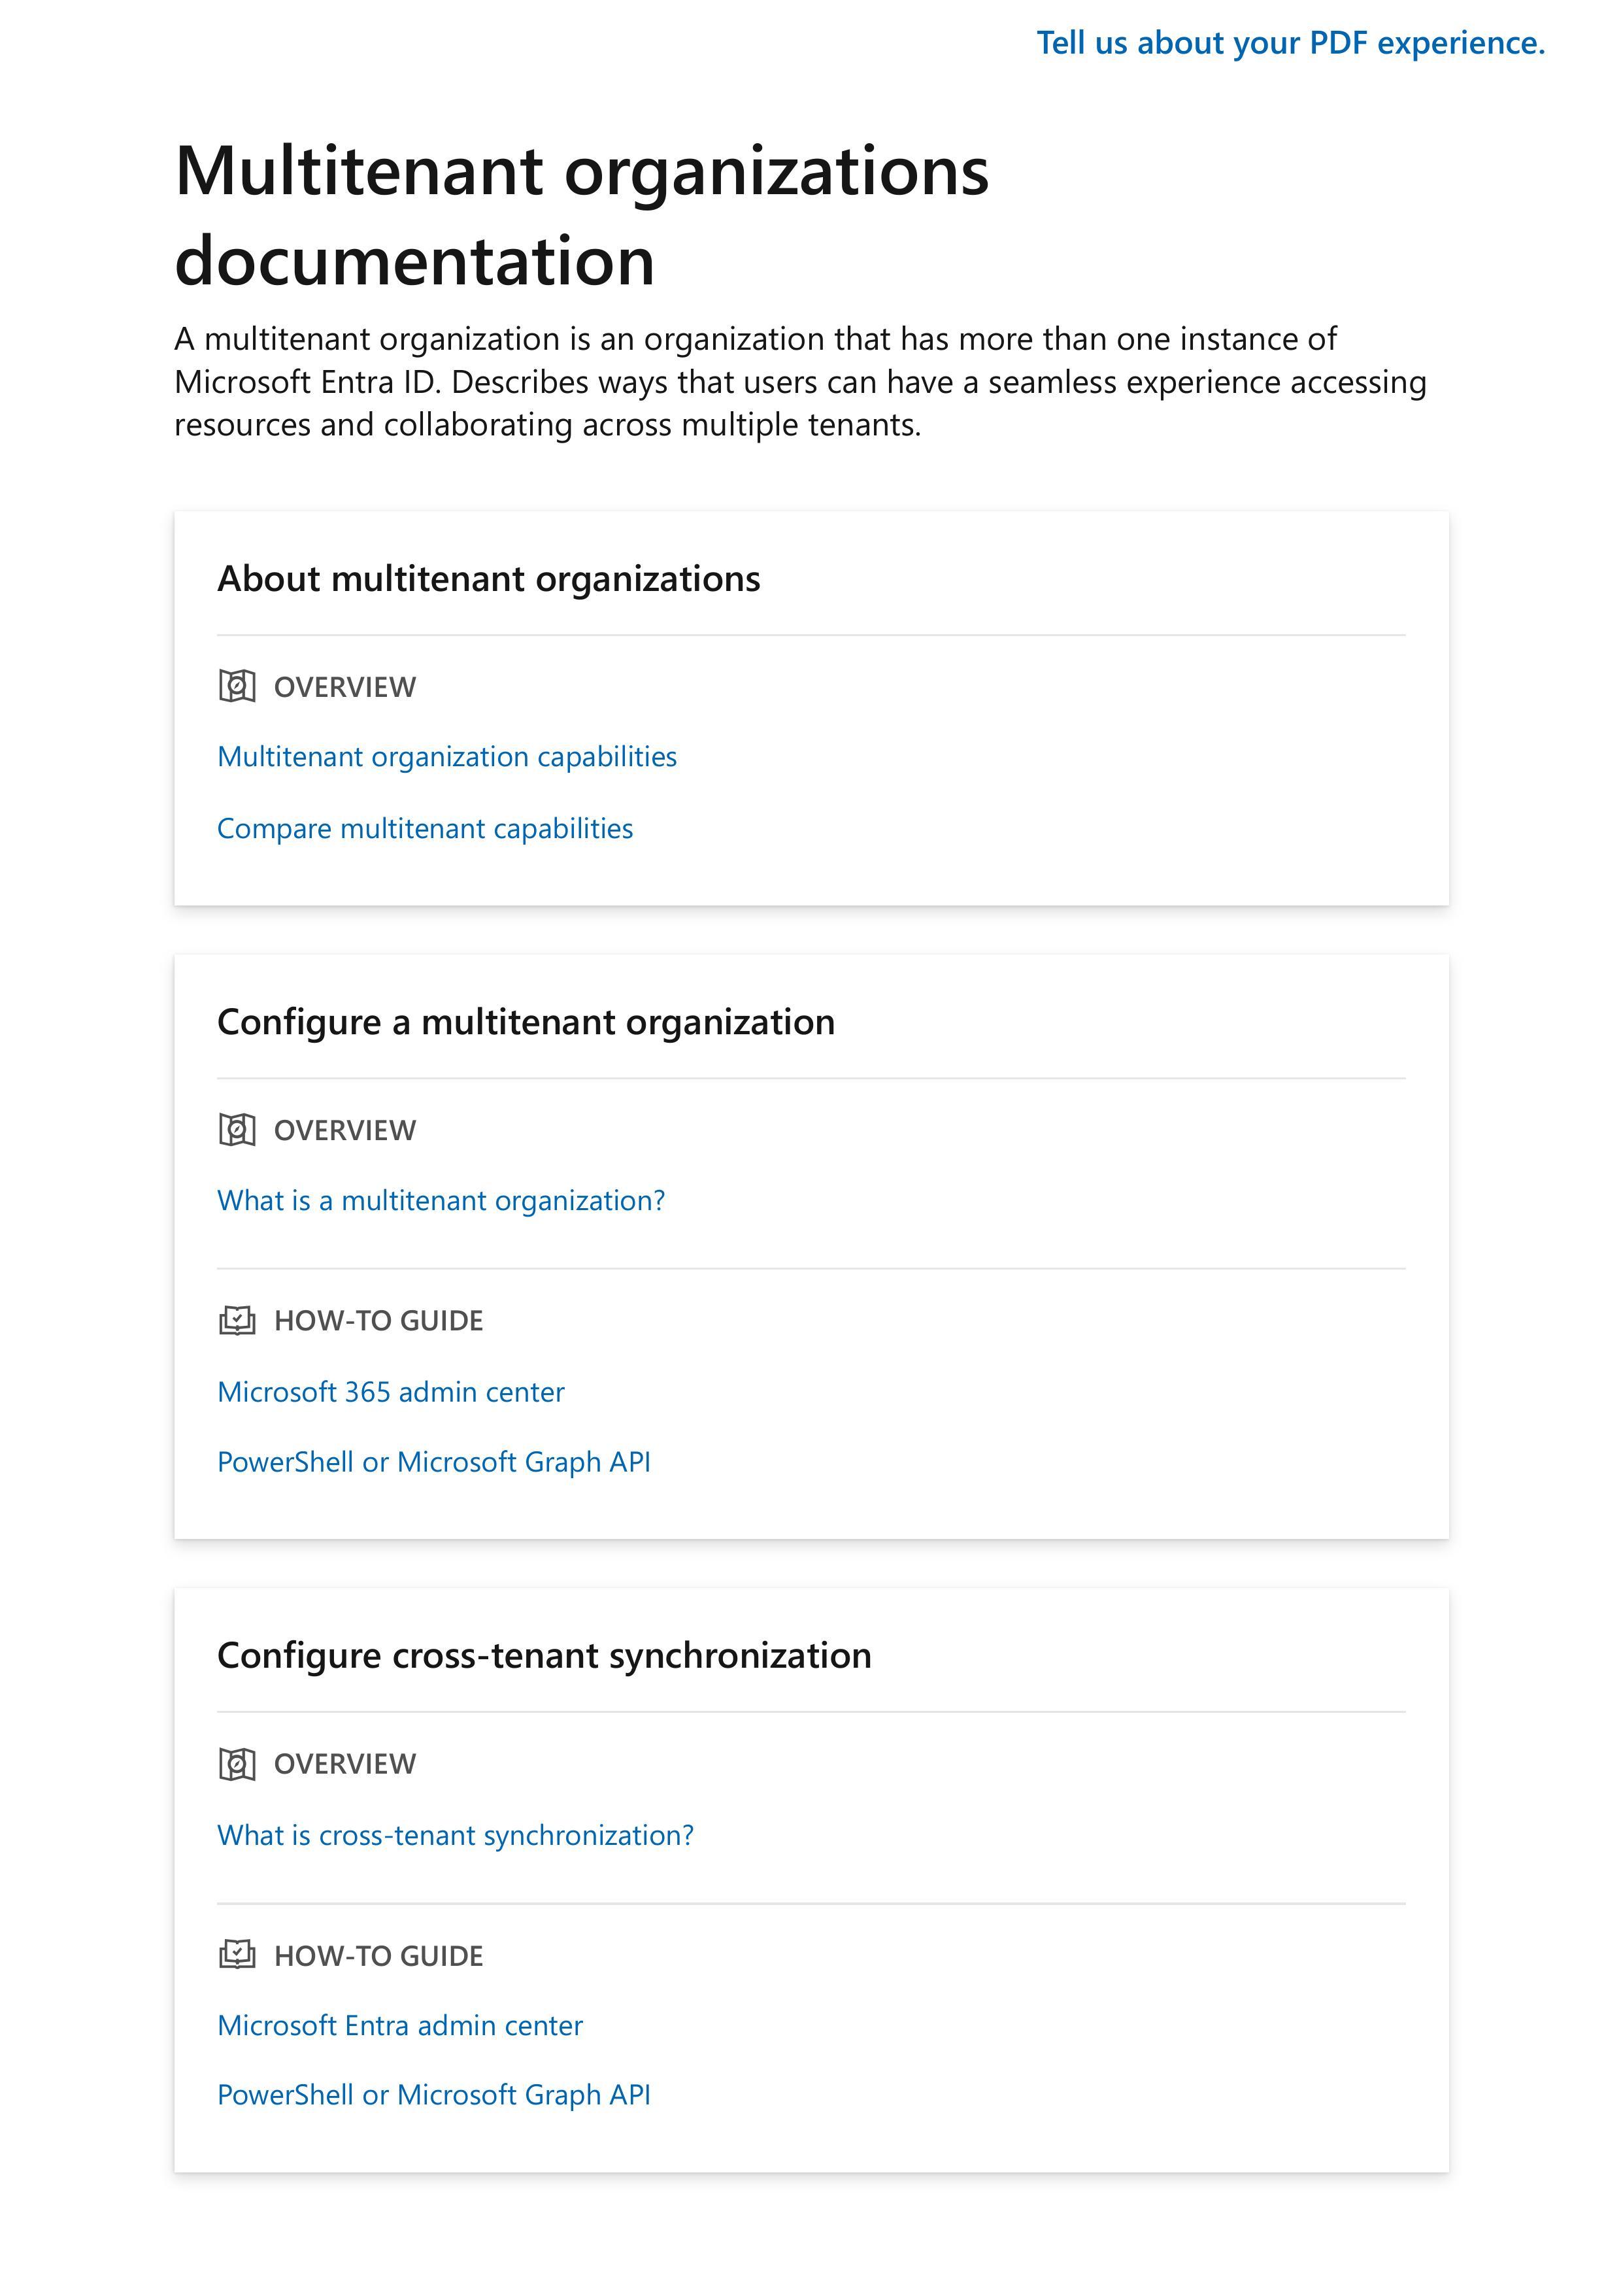 Tell us about your PDF experience.
Multitenant organizations
documentation
A multitenant organization is an organization that has more than one instance of
Microsoft Entra ID. Describes ways that users can have a seamless experience accessing
resources and collaborating across multiple tenants.
About multitenant organizations
OVERVIEW
Multitenant organization capabilities
Compare multitenant capabilities
Configure a multitenant organization
OVERVIEW
What is a multitenant organization?
HOW-TO GUIDE
Microsoft 365 admin center
PowerShell or Microsoft Graph API
Configure cross-tenant synchronization
OVERVIEW
What is cross-tenant synchronization?
HOW-TO GUIDE
Microsoft Entra admin center
PowerShell or Microsoft Graph API